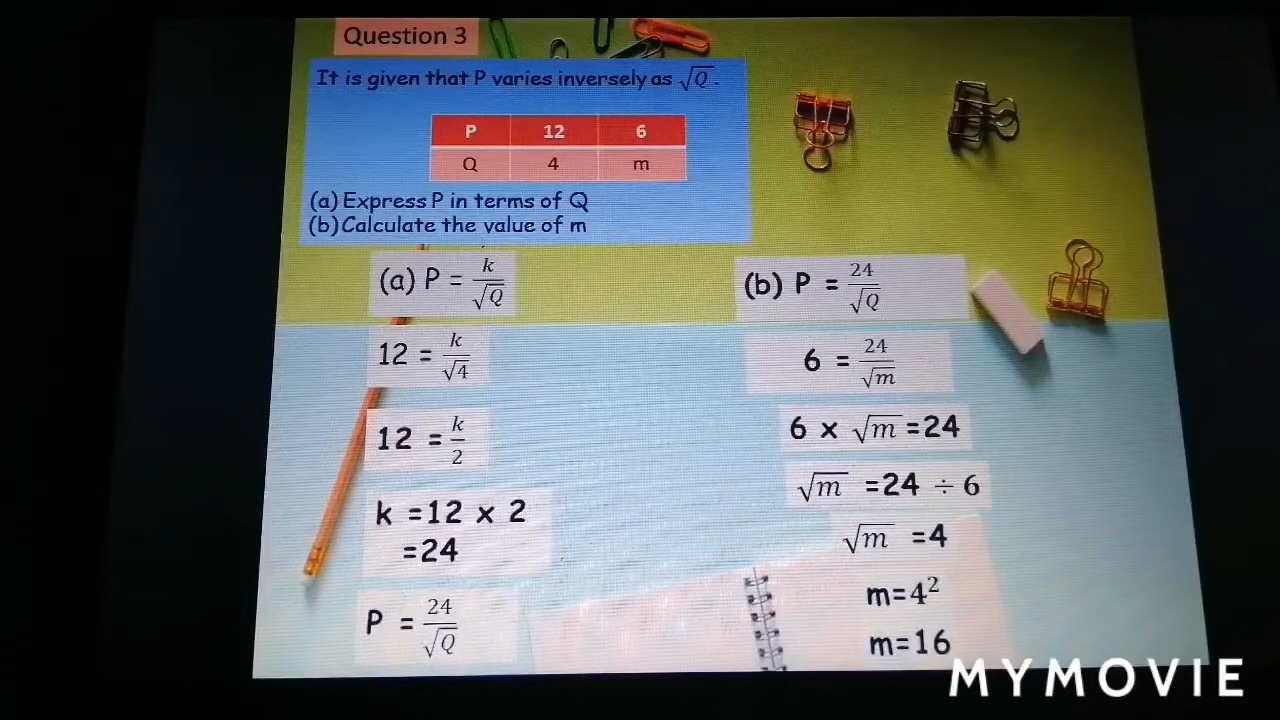 Question 3
It is given that P varies inversely as √Q.
P 12 6
Q 4 m
(a) Express P in terms of Q
(b) Calculate the value of m
(a) P = k/√Q
12 = k/√4
12 = k/2
k = 12 x 2
=24
P = 24/√Q
(b) P = 24/√Q
6 = 24/√m
6 x √m =24
√m =24 ÷ 6
√m =4
m=4²
m=16
MYMOVIE